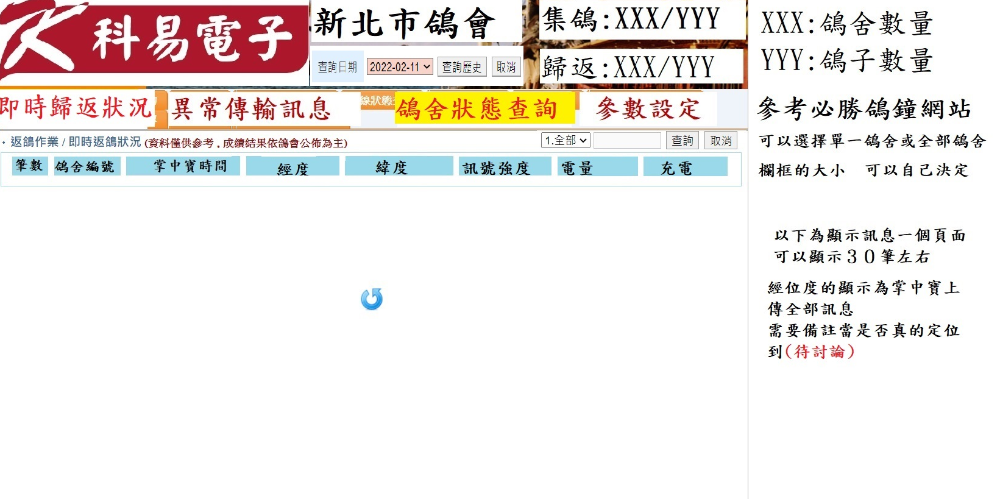 科易電子
新北市鴿會
集鴿:XXX/YYY
查詢日期 2022-02-11 查詢歷史 取消
歸返:XXX/YYY
即時歸返狀況 異常傳輸訊息 線狀態 鴿舍狀態查詢 參數設定
· 返鴿作業 / 即時返鴿狀況 (資料僅供參考 , 成績結果依鴿會公佈為主)
1.全部 查詢 取消
筆數 鴿舍編號 掌中寶時間 經度 緯度 訊號強度 電量 充電
XXX:鴿舍數量
YYY:鴿子數量
參考必勝鴿鐘網站
可以選擇單一鴿舍或全部鴿舍
欄框的大小 可以自己決定
以下為顯示訊息一個頁面
可以顯示３０筆左右
經位度的顯示為掌中寶上
傳全部訊息
需要備註當是否真的定位
到(待討論)